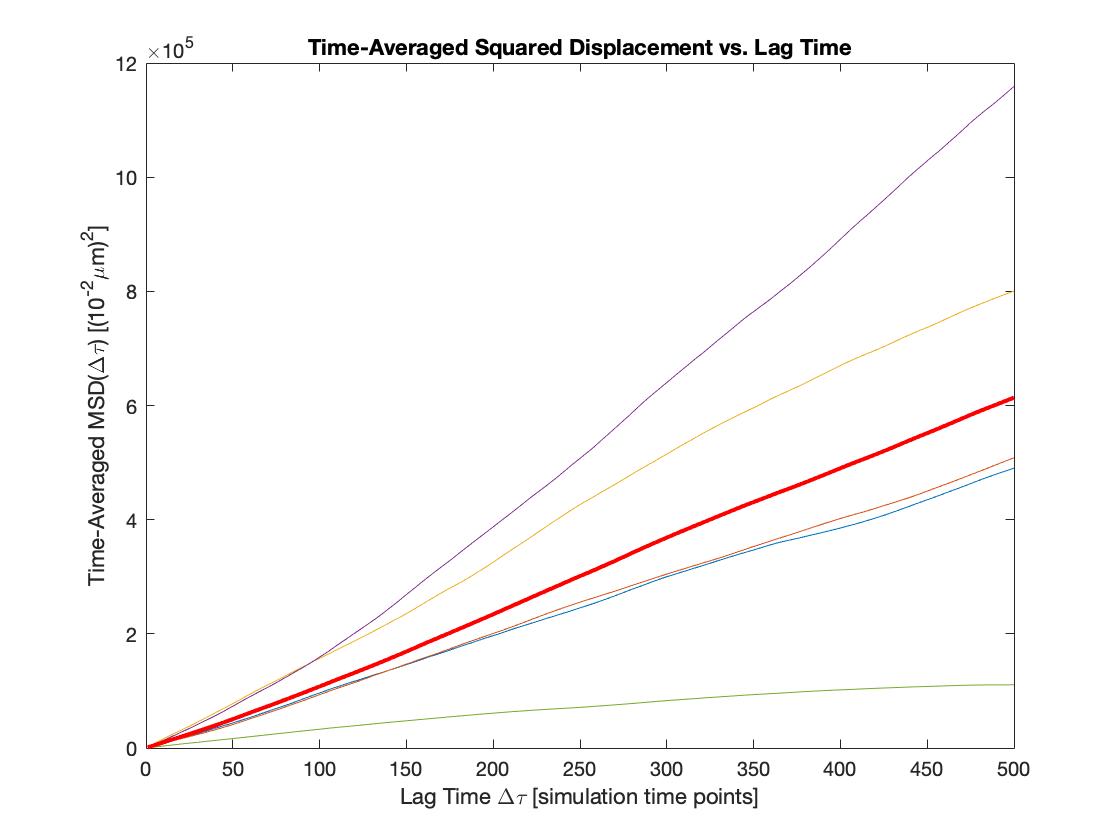 Time-Averaged Squared Displacement vs. Lag Time
×10^5
12
10
8
6
4
2
0
Time-Averaged MSD(Δτ) [(10^-2 μm)^2]
0 50 100 150 200 250 300 350 400 450 500
Lag Time Δτ [simulation time points]